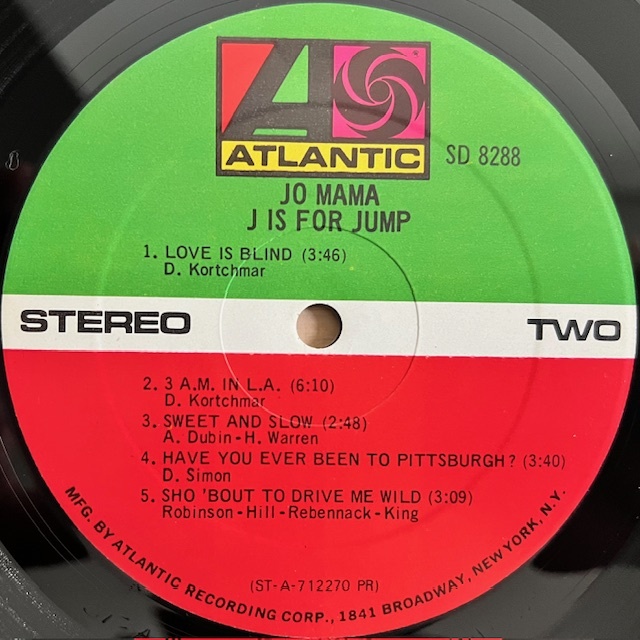 ATLANTIC
SD 8288
JO MAMA
J IS FOR JUMP
1. LOVE IS BLIND (3:46)
D. Kortchmar
STEREO
TWO
2. 3 A.M. IN L.A. (6:10)
D. Kortchmar
3. SWEET AND SLOW (2:48)
A. Dubin-H. Warren
4. HAVE YOU EVER BEEN TO PITTSBURGH? (3:40)
D. Simon
5. SHO 'BOUT TO DRIVE ME WILD (3:09)
Robinson-Hill-Rebennack-King
(ST-A-712270 PR)
MFG. BY ATLANTIC RECORDING CORP., 1841 BROADWAY, NEW YORK, N.Y.